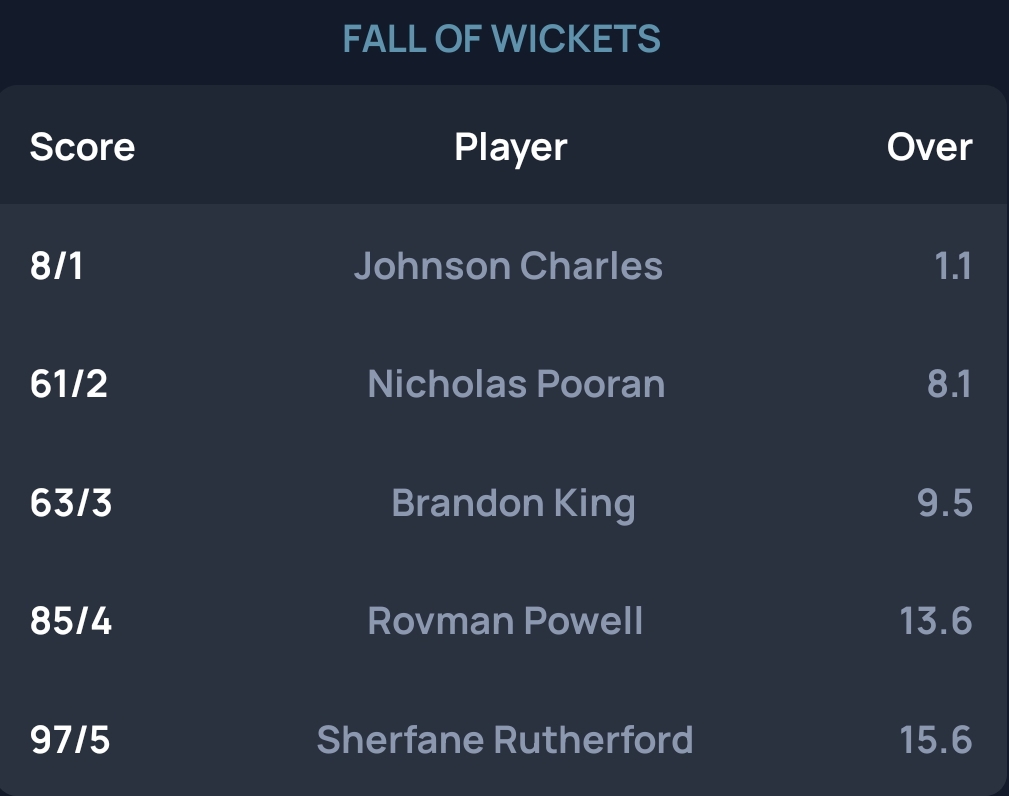 FALL OF WICKETS
Score Player Over
8/1 Johnson Charles 1.1
61/2 Nicholas Pooran 8.1
63/3 Brandon King 9.5
85/4 Rovman Powell 13.6
97/5 Sherfane Rutherford 15.6